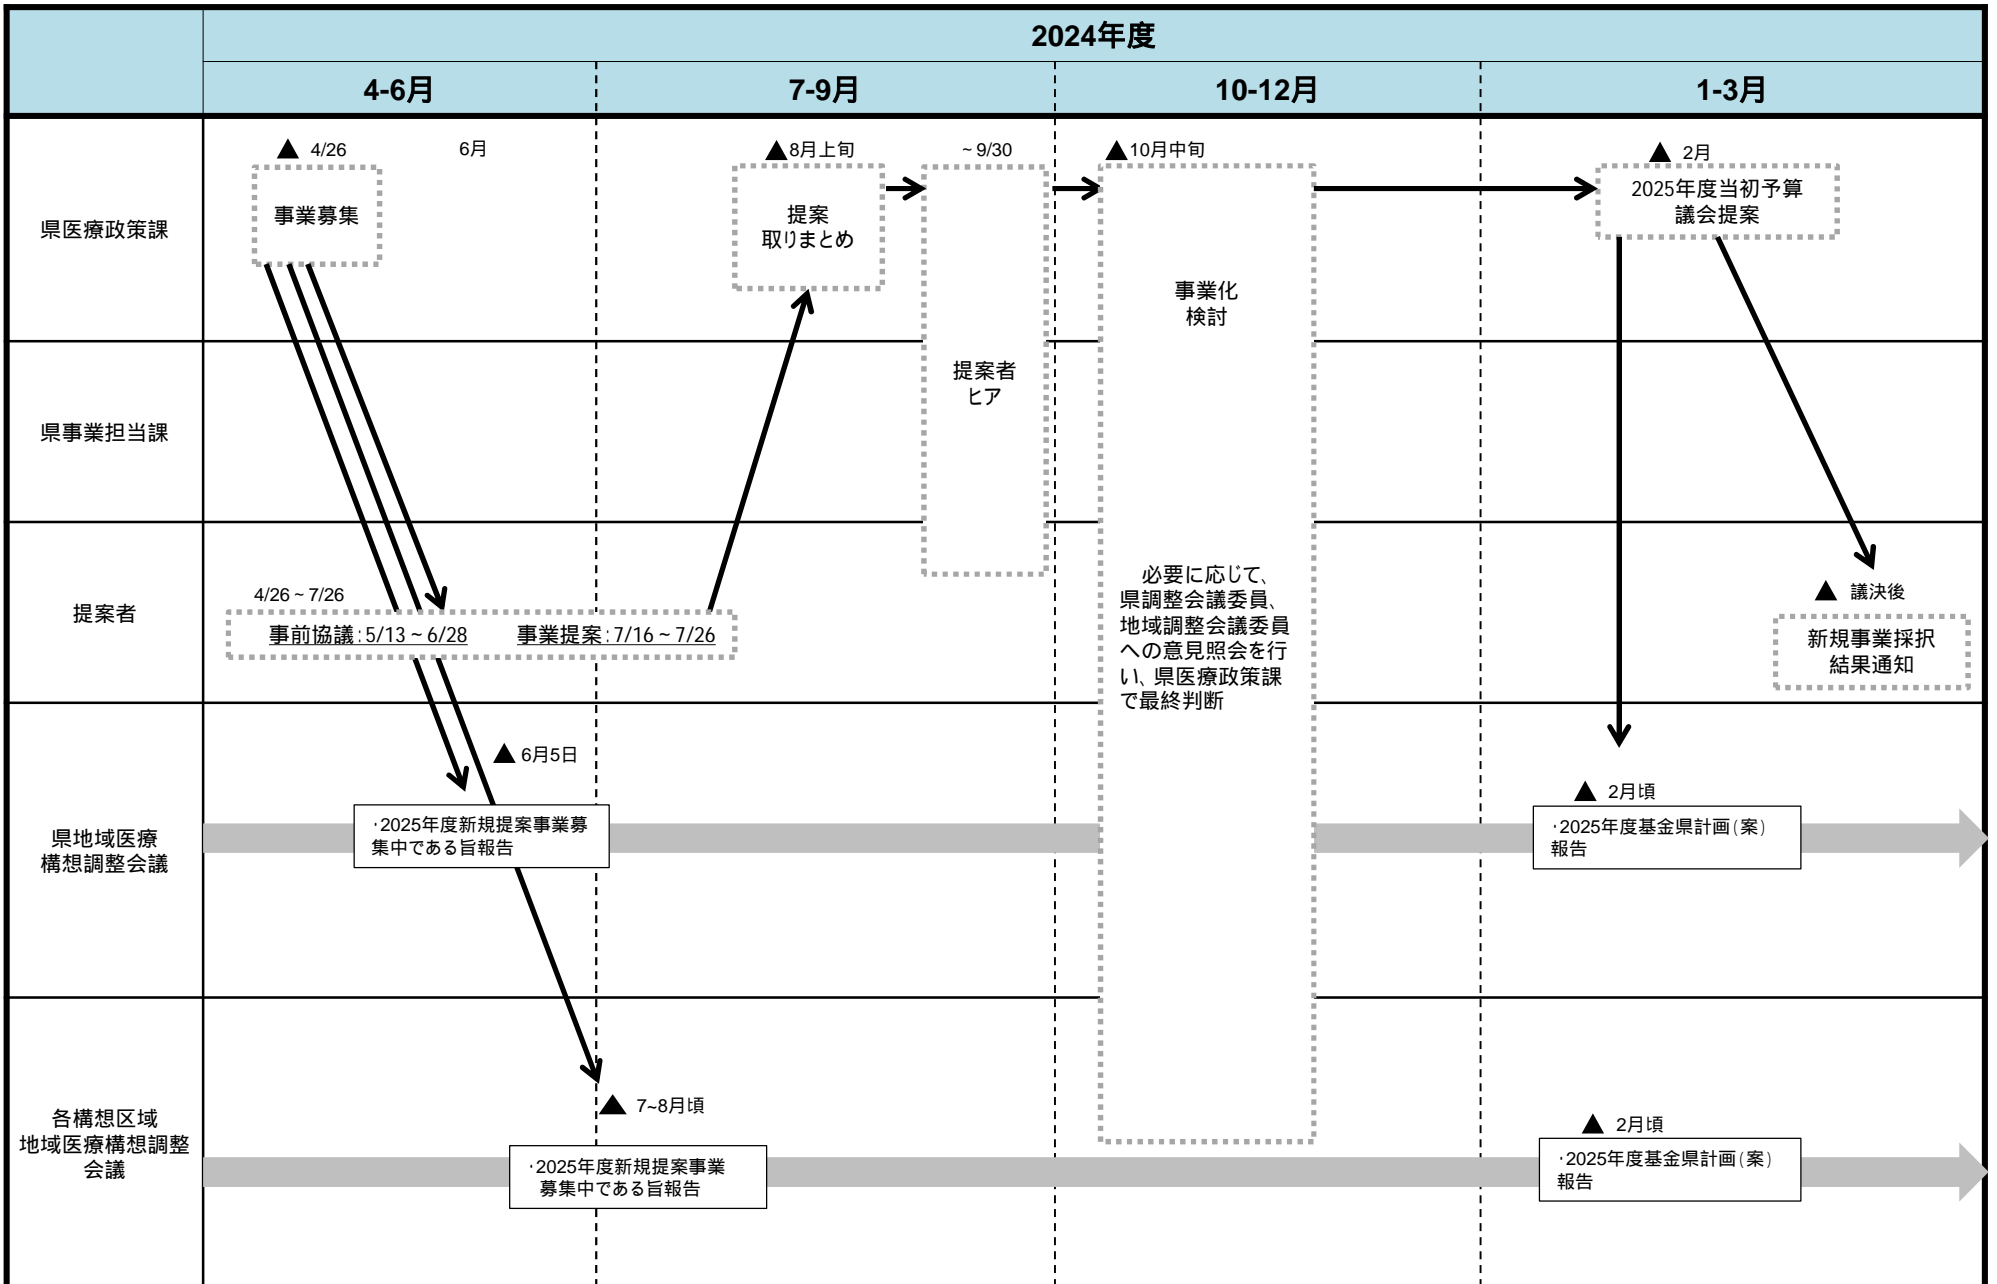 2024年度
4-6月
7-9月
10-12月
1-3月
県医療政策課
▲ 4/26
6月
事業募集
▲8月上旬
提案
取りまとめ
~ 9/30
提案者
ヒア
▲10月中旬
事業化
検討
必要に応じて、
県調整会議委員、
地域調整会議委員
への意見照会を行
い、県医療政策課
で最終判断
▲ 2月
2025年度当初予算
議会提案
県事業担当課
提案者
4/26 ~ 7/26
事前協議：5/13 ~ 6/28 事業提案：7/16 ~ 7/26
▲ 議決後
新規事業採択
結果通知
県地域医療
構想調整会議
▲ 6月5日
・2025年度新規提案事業募
集中である旨報告
▲ 2月頃
・2025年度基金県計画(案)
報告
各構想区域
地域医療構想調整
会議
▲ 7~8月頃
・2025年度新規提案事業
募集中である旨報告
▲ 2月頃
・2025年度基金県計画(案)
報告